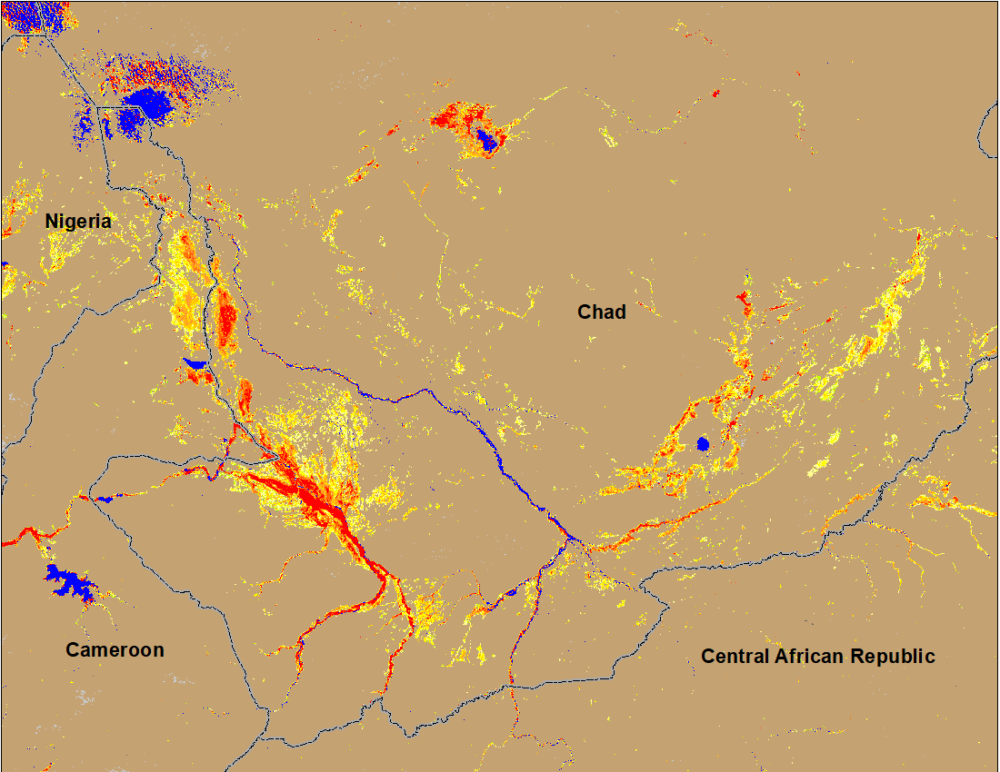 Nigeria
Chad
Cameroon
Central African Republic